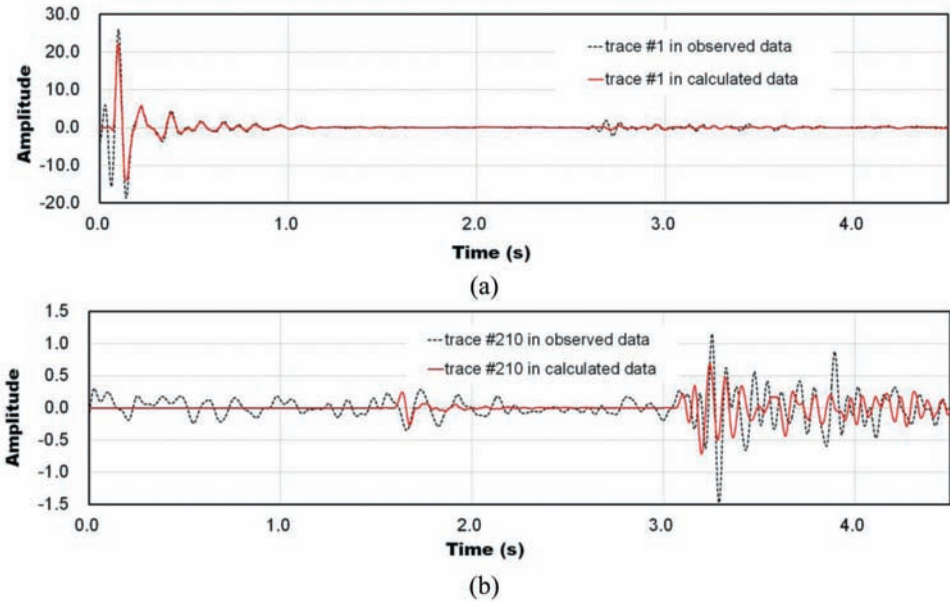 (a)
30.0
20.0
10.0
0.0
-10.0
-20.0
Amplitude
trace #1 in observed data
trace #1 in calculated data
0.0 1.0 2.0 3.0 4.0
Time (s)
(a)
1.5
1.0
0.5
0.0
-0.5
-1.0
-1.5
Amplitude
trace #210 in observed data
trace #210 in calculated data
0.0 1.0 2.0 3.0 4.0
Time (s)
(b)